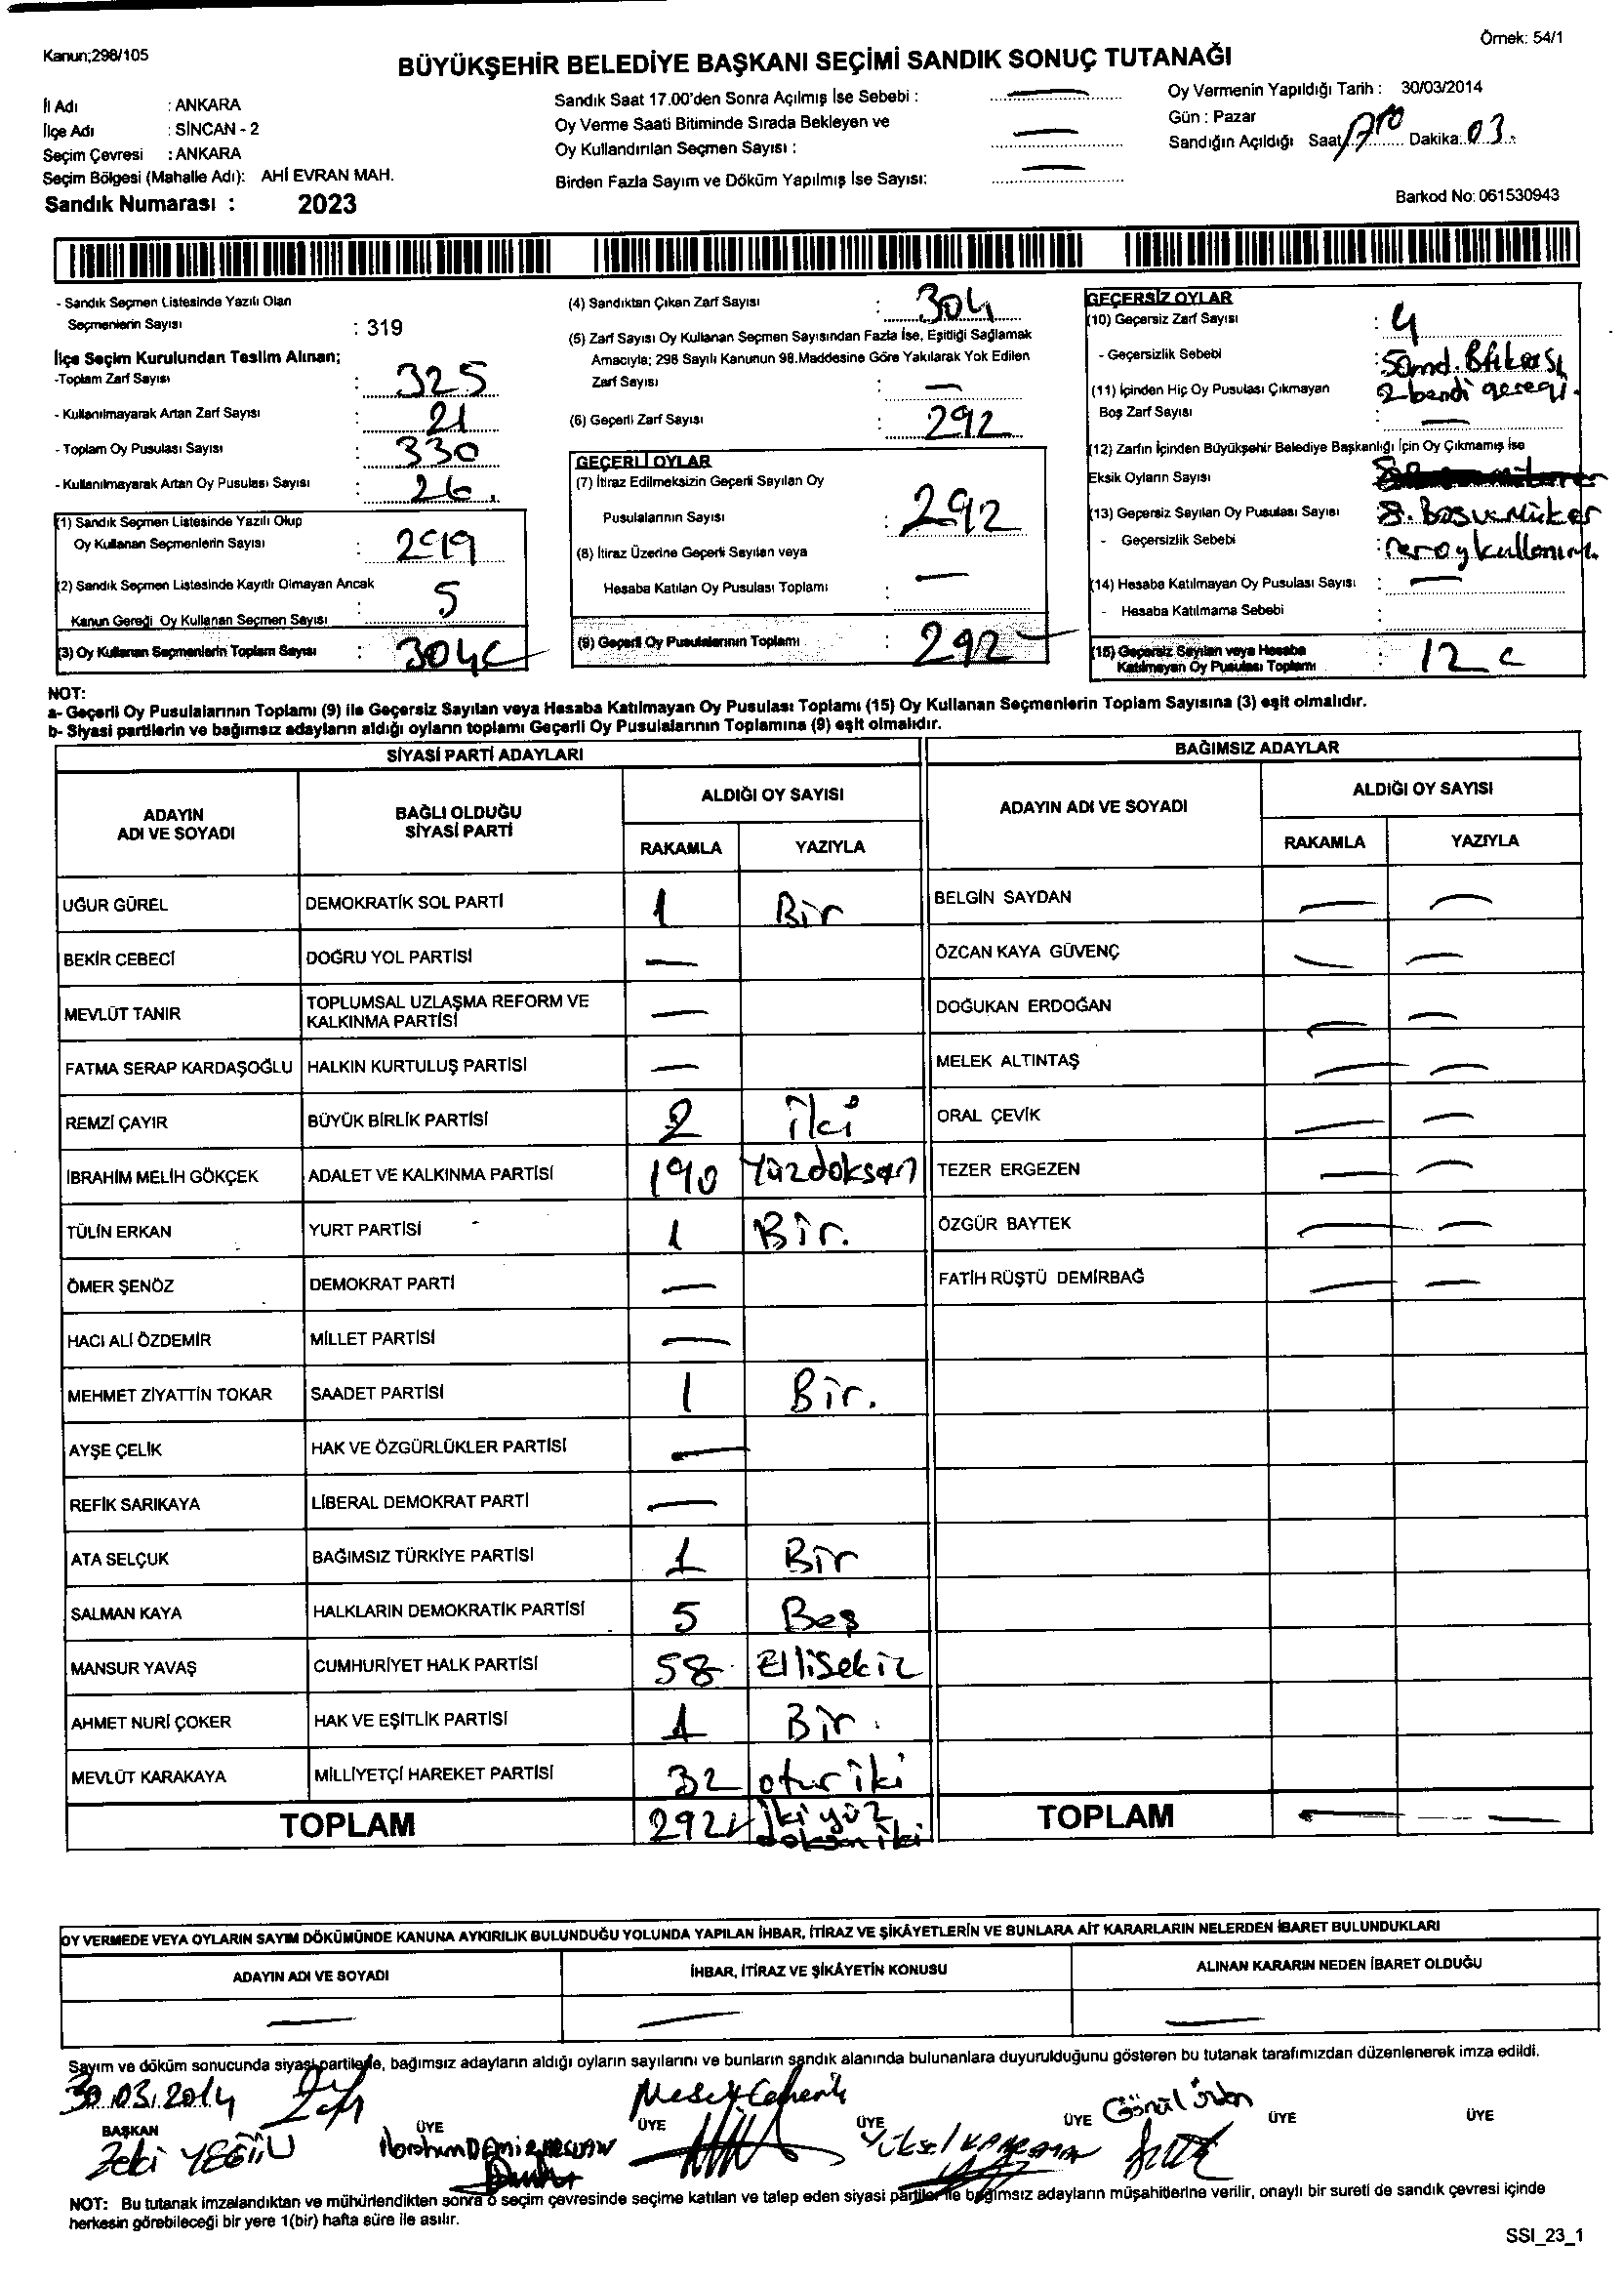 Kanun;298/105
Örnek: 54/1
BÜYÜKŞEHİR BELEDİYE BAŞKANI SEÇİMİ SANDIK SONUÇ TUTANAĞI
İl Adı : ANKARA
İlçe Adı : SİNCAN - 2
Seçim Çevresi : ANKARA
Seçim Bölgesi (Mahalle Adı): AHİ EVRAN MAH.
Sandık Numarası : 2023
Sandık Saat 17.00'den Sonra Açılmış İse Sebebi : —
Oy Verme Saati Bitiminde Sırada Bekleyen ve
Oy Kullandırılan Seçmen Sayısı : —
Birden Fazla Sayım ve Döküm Yapılmış İse Sayısı: —
Oy Vermenin Yapıldığı Tarih : 30/03/2014
Gün : Pazar
Sandığın Açıldığı Saat Dakika: 03
Barkod No: 061530943
- Sandık Seçmen Listesinde Yazılı Olan
Seçmenlerin Sayısı : 319
İlçe Seçim Kurulundan Teslim Alınan;
-Toplam Zarf Sayısı : 325
- Kullanılmayarak Artan Zarf Sayısı : 21
- Toplam Oy Pusulası Sayısı : 330
- Kullanılmayarak Artan Oy Pusulası Sayısı : 26.
(1) Sandık Seçmen Listesinde Yazılı Olup
Oy Kullanan Seçmenlerin Sayısı : 299
(2) Sandık Seçmen Listesinde Kayıtlı Olmayan Ancak
Kanun Gereği Oy Kullanan Seçmen Sayısı : 5
(3) Oy Kullanan Seçmenlerin Toplam Sayısı : 304
(4) Sandıktan Çıkan Zarf Sayısı : 304
(5) Zarf Sayısı Oy Kullanan Seçmen Sayısından Fazla İse, Eşitliği Sağlamak
Amacıyla; 298 Sayılı Kanunun 98.Maddesine Göre Yakılarak Yok Edilen
Zarf Sayısı : —
(6) Geçerli Zarf Sayısı : 292
GEÇERLİ OYLAR
(7) İtiraz Edilmeksizin Geçerli Sayılan Oy
Pusulalarının Sayısı : 292
(8) İtiraz Üzerine Geçerli Sayılan veya
Hesaba Katılan Oy Pusulası Toplamı : —
(9) Geçerli Oy Pusulalarının Toplamı : 292
GEÇERSİZ OYLAR
(10) Geçersiz Zarf Sayısı : 4
- Geçersizlik Sebebi :
2 bendi gereği.
(11) İçinden Hiç Oy Pusulası Çıkmayan
Boş Zarf Sayısı : —
(12) Zarfın İçinden Büyükşehir Belediye Başkanlığı İçin Oy Çıkmamış İse
Eksik Oyların Sayısı
(13) Geçersiz Sayılan Oy Pusulası Sayısı 8. Boş ve Müker
- Geçersizlik Sebebi : rer oy kullanım.
(14) Hesaba Katılmayan Oy Pusulası Sayısı : —
- Hesaba Katılmama Sebebi :
(15) Geçersiz Sayılan veya Hesaba
Katılmayan Oy Pusulası Toplamı : 12
NOT:
a- Geçerli Oy Pusulalarının Toplamı (9) ile Geçersiz Sayılan veya Hesaba Katılmayan Oy Pusulası Toplamı (15) Oy Kullanan Seçmenlerin Toplam Sayısına (3) eşit olmalıdır.
b- Siyasi partilerin ve bağımsız adayların aldığı oyların toplamı Geçerli Oy Pusulalarının Toplamına (9) eşit olmalıdır.
SİYASİ PARTİ ADAYLARI
ADAYIN
ADI VE SOYADI
BAĞLI OLDUĞU
SİYASİ PARTİ
ALDIĞI OY SAYISI
RAKAMLA YAZIYLA
UĞUR GÜREL DEMOKRATİK SOL PARTİ 1 Bir
BEKİR CEBECİ DOĞRU YOL PARTİSİ —
MEVLÜT TANIR TOPLUMSAL UZLAŞMA REFORM VE
KALKINMA PARTİSİ —
FATMA SERAP KARDAŞOĞLU HALKIN KURTULUŞ PARTİSİ —
REMZİ ÇAYIR BÜYÜK BİRLİK PARTİSİ 2 İki
İBRAHİM MELİH GÖKÇEK ADALET VE KALKINMA PARTİSİ 190 Yüzdoksan
TÜLİN ERKAN YURT PARTİSİ 1 Bir.
ÖMER ŞENÖZ DEMOKRAT PARTİ —
HACI ALİ ÖZDEMİR MİLLET PARTİSİ —
MEHMET ZİYATTİN TOKAR SAADET PARTİSİ 1 Bir.
AYŞE ÇELİK HAK VE ÖZGÜRLÜKLER PARTİSİ —
REFİK SARIKAYA LİBERAL DEMOKRAT PARTİ —
ATA SELÇUK BAĞIMSIZ TÜRKİYE PARTİSİ 1 Bir
SALMAN KAYA HALKLARIN DEMOKRATİK PARTİSİ 5 Beş
MANSUR YAVAŞ CUMHURİYET HALK PARTİSİ 58 Ellisekiz
AHMET NURİ ÇOKER HAK VE EŞİTLİK PARTİSİ 1 Bir.
MEVLÜT KARAKAYA MİLLİYETÇİ HAREKET PARTİSİ 32 otuz iki
TOPLAM 292 iki yüz
doksan iki
BAĞIMSIZ ADAYLAR
ADAYIN ADI VE SOYADI
ALDIĞI OY SAYISI
RAKAMLA YAZIYLA
BELGİN SAYDAN — —
ÖZCAN KAYA GÜVENÇ — —
DOĞUKAN ERDOĞAN — —
MELEK ALTINTAŞ — —
ORAL ÇEVİK — —
TEZER ERGEZEN — —
ÖZGÜR BAYTEK — —
FATİH RÜŞTÜ DEMİRBAĞ — —
TOPLAM — —
OY VERMEDE VEYA OYLARIN SAYIM DÖKÜMÜNDE KANUNA AYKIRILIK BULUNDUĞU YOLUNDA YAPILAN İHBAR, İTİRAZ VE ŞİKÂYETLERİN VE BUNLARA AİT KARARLARIN NELERDEN İBARET BULUNDUKLARI
ADAYIN ADI VE SOYADI İHBAR, İTİRAZ VE ŞİKÂYETİN KONUSU ALINAN KARARIN NEDEN İBARET OLDUĞU
— — —
Sayım ve döküm sonucunda siyasi partilerle, bağımsız adayların aldığı oyların sayılarını ve bunların sandık alanında bulunanlara duyurulduğunu gösteren bu tutanak tarafımızdan düzenlenerek imza edildi.
30.03.2014
BAŞKAN ÜYE ÜYE ÜYE ÜYE ÜYE ÜYE
Zeki
NOT: Bu tutanak imzalandıktan ve mühürlendikten sonra o seçim çevresinde seçime katılan ve talep eden siyasi partiler ile bağımsız adayların müşahitlerine verilir, onaylı bir sureti de sandık çevresi içinde
herkesin görebileceği bir yere 1(bir) hafta süre ile asılır.
SSI_23_1